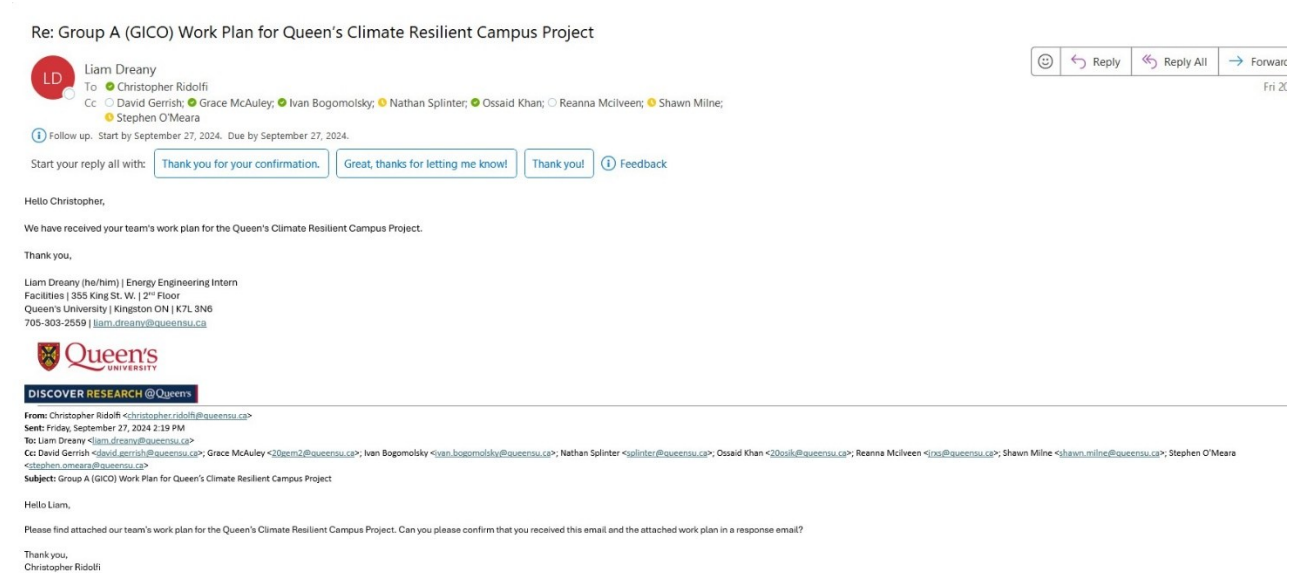 Re: Group A (GICO) Work Plan for Queen's Climate Resilient Campus Project
LD
Liam Dreany
To Christopher Ridolfi
Cc David Gerrish; Grace McAuley; Ivan Bogomolsky; Nathan Splinter; Ossaid Khan; Reanna Mcilveen; Shawn Milne;
Stephen O'Meara
Reply
Reply All
Forward
Fri 20
Follow up. Start by September 27, 2024. Due by September 27, 2024.
Start your reply all with: Thank you for your confirmation. Great, thanks for letting me know! Thank you! Feedback
Hello Christopher,
We have received your team's work plan for the Queen's Climate Resilient Campus Project.
Thank you,
Liam Dreany (he/him) | Energy Engineering Intern
Facilities | 355 King St. W. | 2nd Floor
Queen's University | Kingston ON | K7L 3N6
705-303-2559 | liam.dreany@queensu.ca
Queen's
UNIVERSITY
DISCOVER RESEARCH @Queen's
From: Christopher Ridolfi <christopher.ridolfi@queensu.ca>
Sent: Friday, September 27, 2024 2:19 PM
To: Liam Dreany <liam.dreany@queensu.ca>
Cc: David Gerrish <david.gerrish@queensu.ca>; Grace McAuley <20gem2@queensu.ca>; Ivan Bogomolsky <ivan.bogomolsky@queensu.ca>; Nathan Splinter <splinter@queensu.ca>; Ossaid Khan <20osik@queensu.ca>; Reanna Mcilveen <jrxs@queensu.ca>; Shawn Milne <shawn.milne@queensu.ca>; Stephen O'Meara
<stephen.omeara@queensu.ca>
Subject: Group A (GICO) Work Plan for Queen's Climate Resilient Campus Project
Hello Liam,
Please find attached our team's work plan for the Queen's Climate Resilient Campus Project. Can you please confirm that you received this email and the attached work plan in a response email?
Thank you,
Christopher Ridolfi